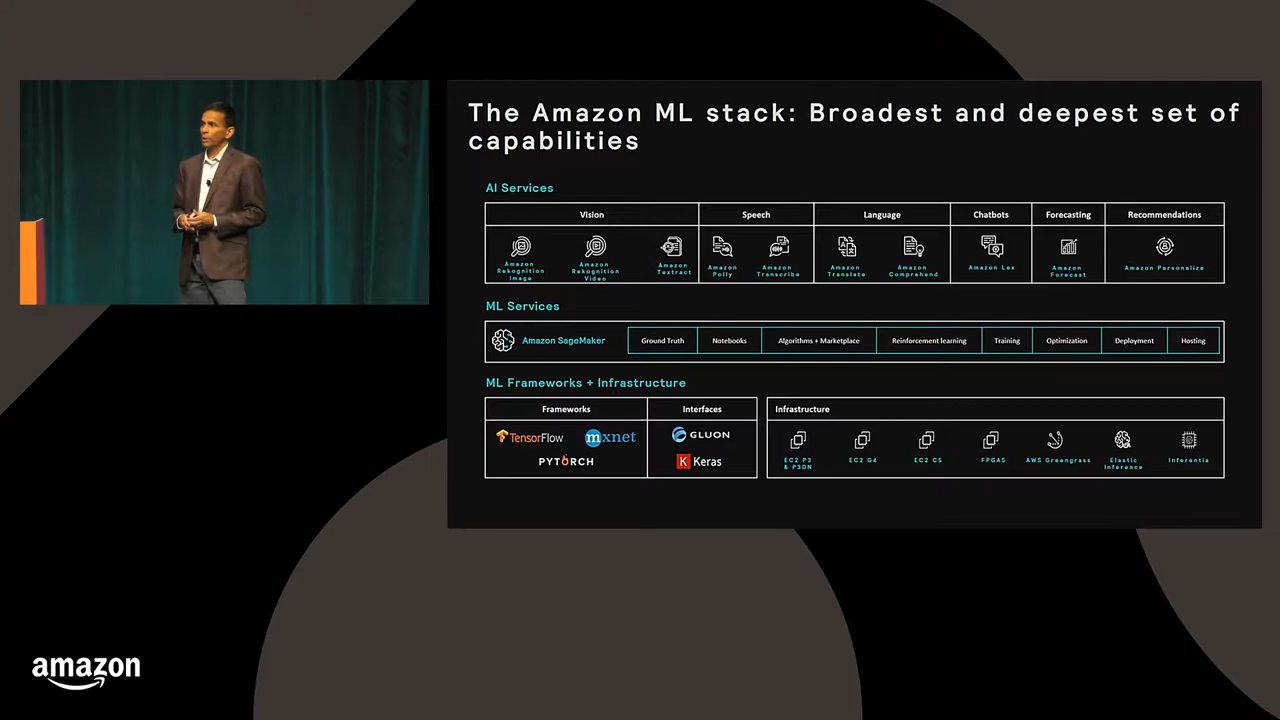 The Amazon ML stack: Broadest and deepest set of
capabilities
AI Services
Vision
Speech
Language
Chatbots
Forecasting
Recommendations
Amazon
Rekognition
Image
Amazon
Rekognition
Video
Amazon
Textract
Amazon
Polly
Amazon
Transcribe
Amazon
Translate
Amazon
Comprehend
Amazon Lex
Amazon
Forecast
Amazon Personalize
ML Services
Amazon SageMaker
Ground Truth
Notebooks
Algorithms + Marketplace
Reinforcement learning
Training
Optimization
Deployment
Hosting
ML Frameworks + Infrastructure
Frameworks
Interfaces
Infrastructure
TensorFlow
mxnet
PYTORCH
GLUON
K Keras
EC2 P3
& P3DN
EC2 G4
EC2 C5
FPGAS
AWS Greengrass
Elastic
Inference
Inferentia
amazon